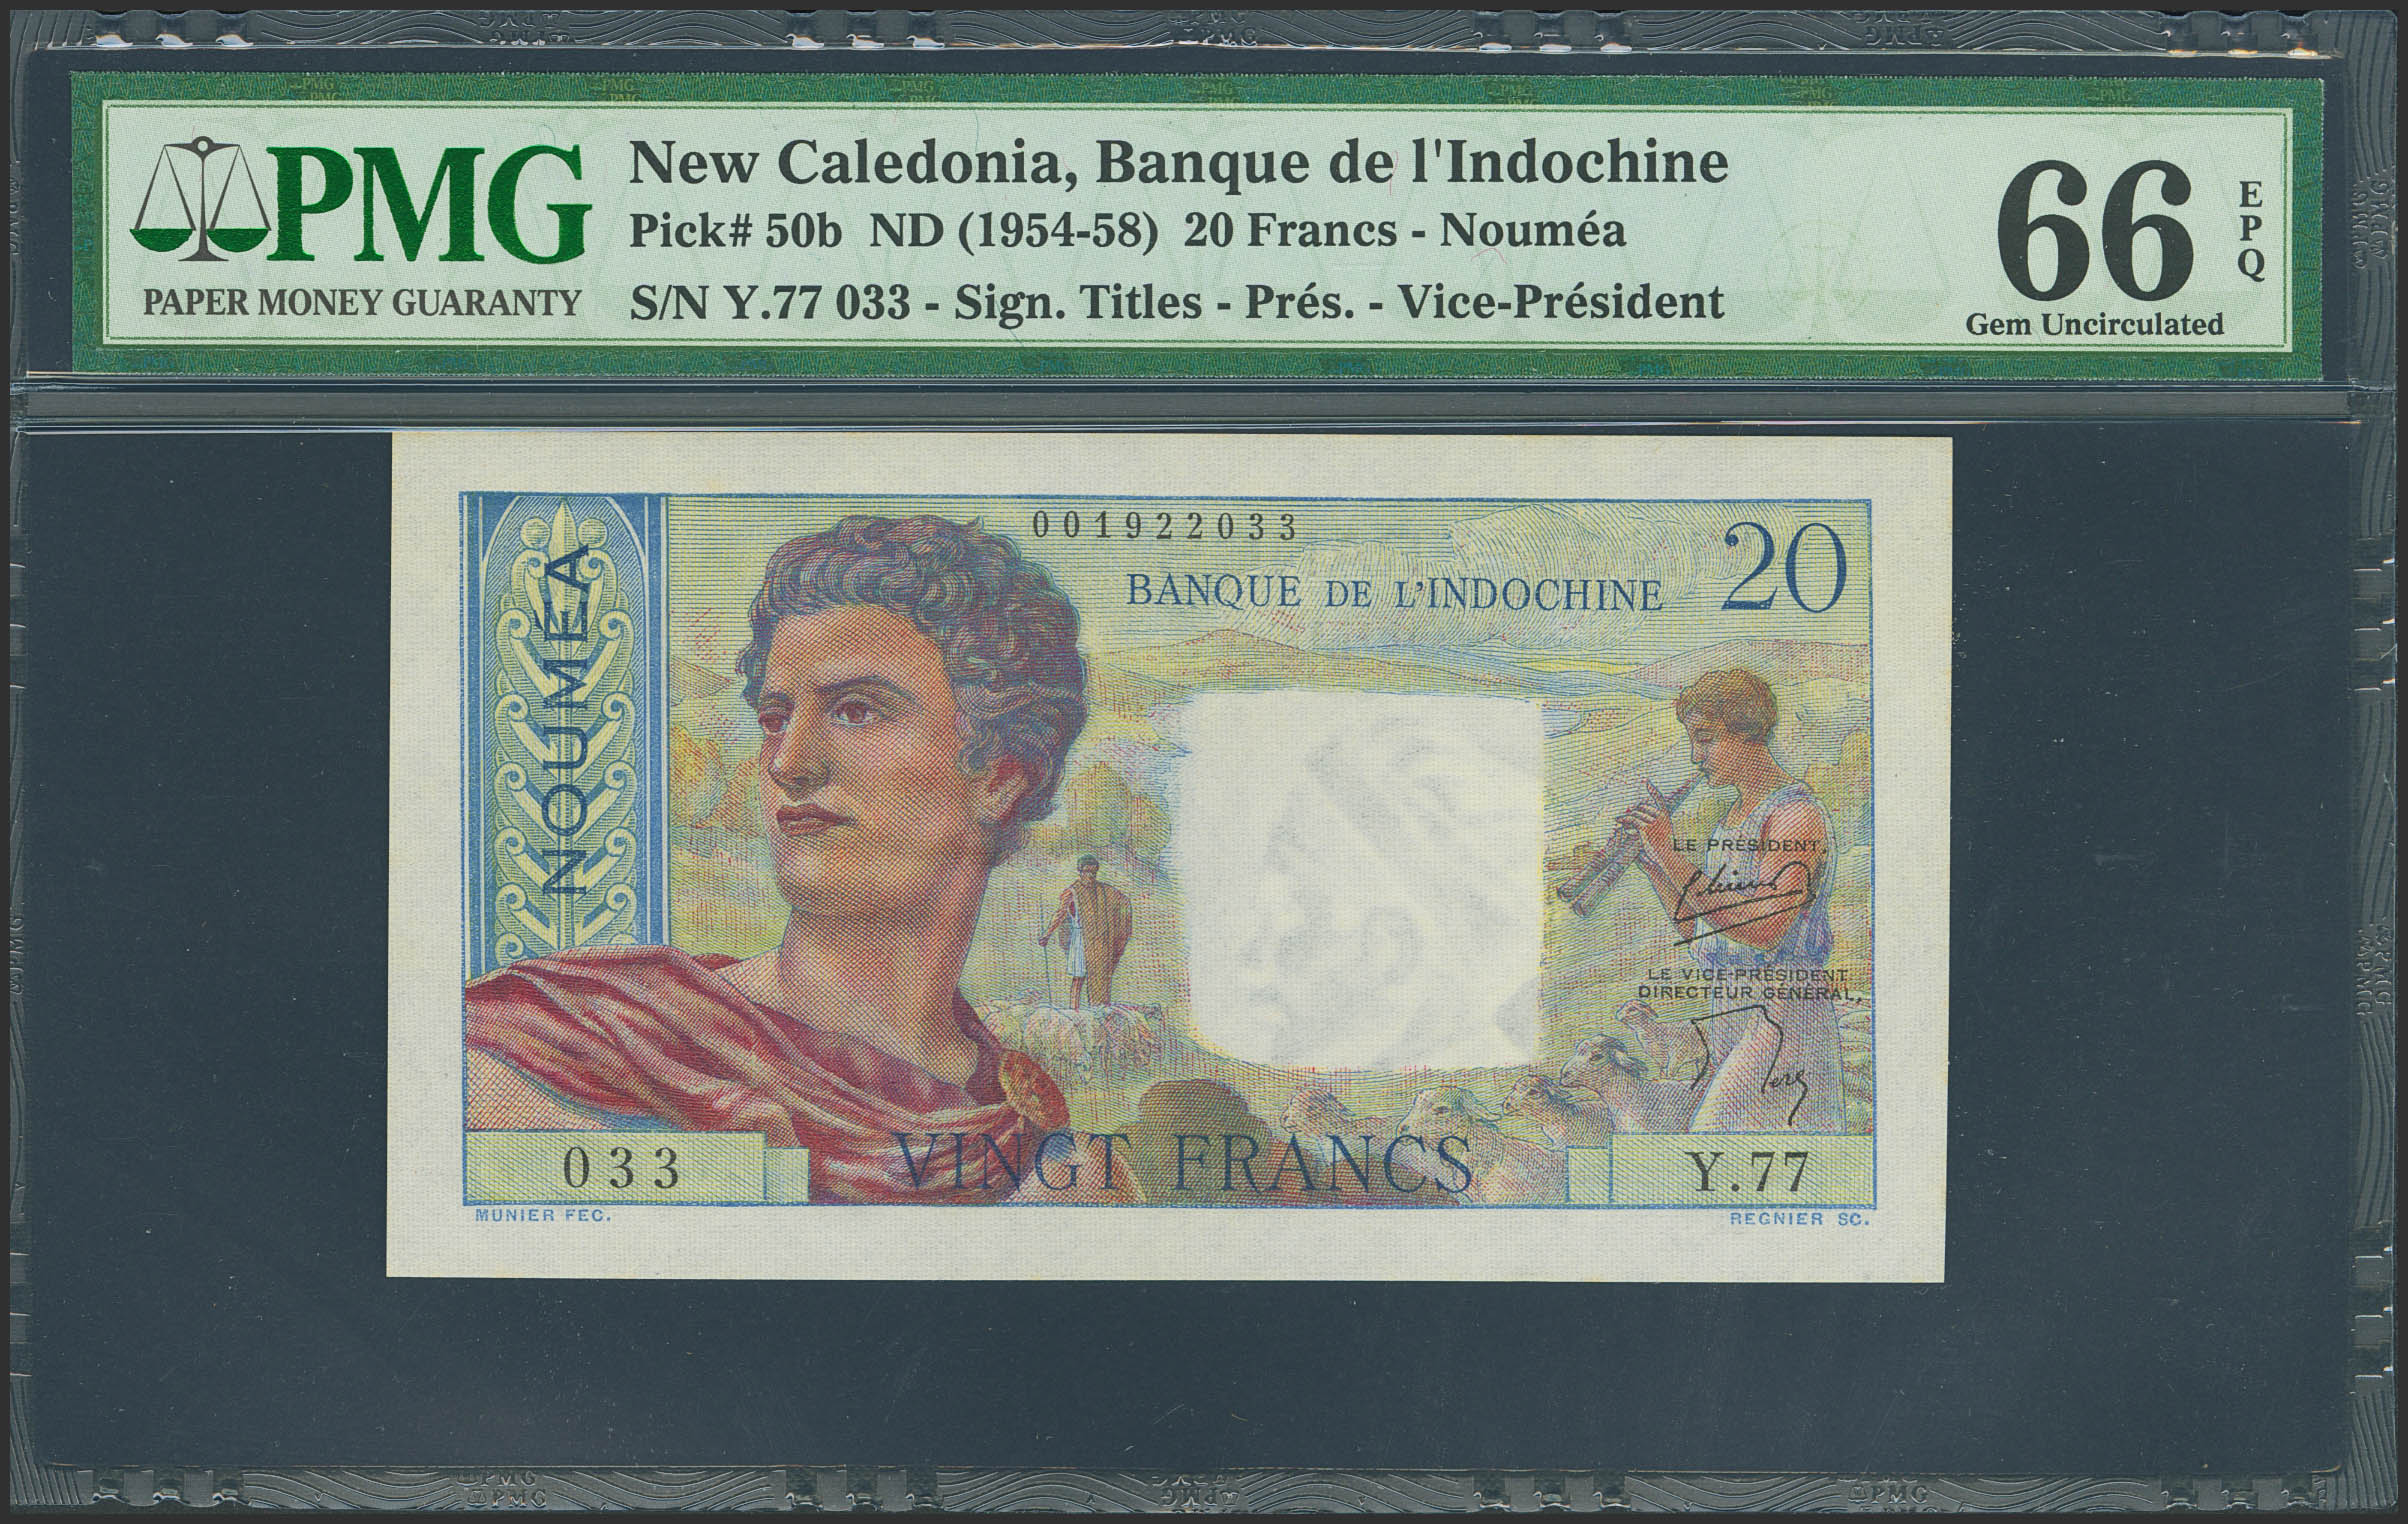 PMG
PAPER MONEY GUARANTY
New Caledonia, Banque de l'Indochine
Pick# 50b ND (1954-58) 20 Francs - Nouméa
S/N Y.77 033 - Sign. Titles - Prés. - Vice-Président
66
EPQ
Gem Uncirculated
NOUMÉA
001922033
BANQUE DE L'INDOCHINE
20
LE PRÉSIDENT,
LE VICE-PRÉSIDENT
DIRECTEUR GÉNÉRAL,
033
VINGT FRANCS
Y.77
MUNIER FEC.
REGNIER SC.